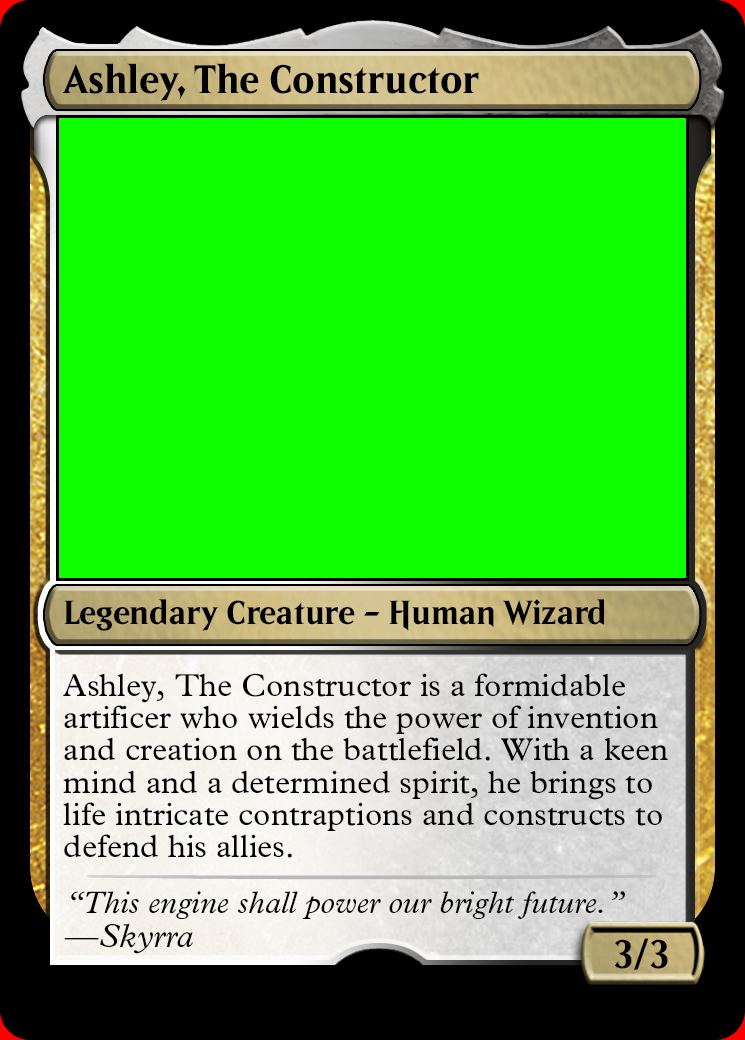 Ashley, The Constructor
Legendary Creature – Human Wizard
Ashley, The Constructor is a formidable
artificer who wields the power of invention
and creation on the battlefield. With a keen
mind and a determined spirit, he brings to
life intricate contraptions and constructs to
defend his allies.
“This engine shall power our bright future.”
—Skyrra
3/3